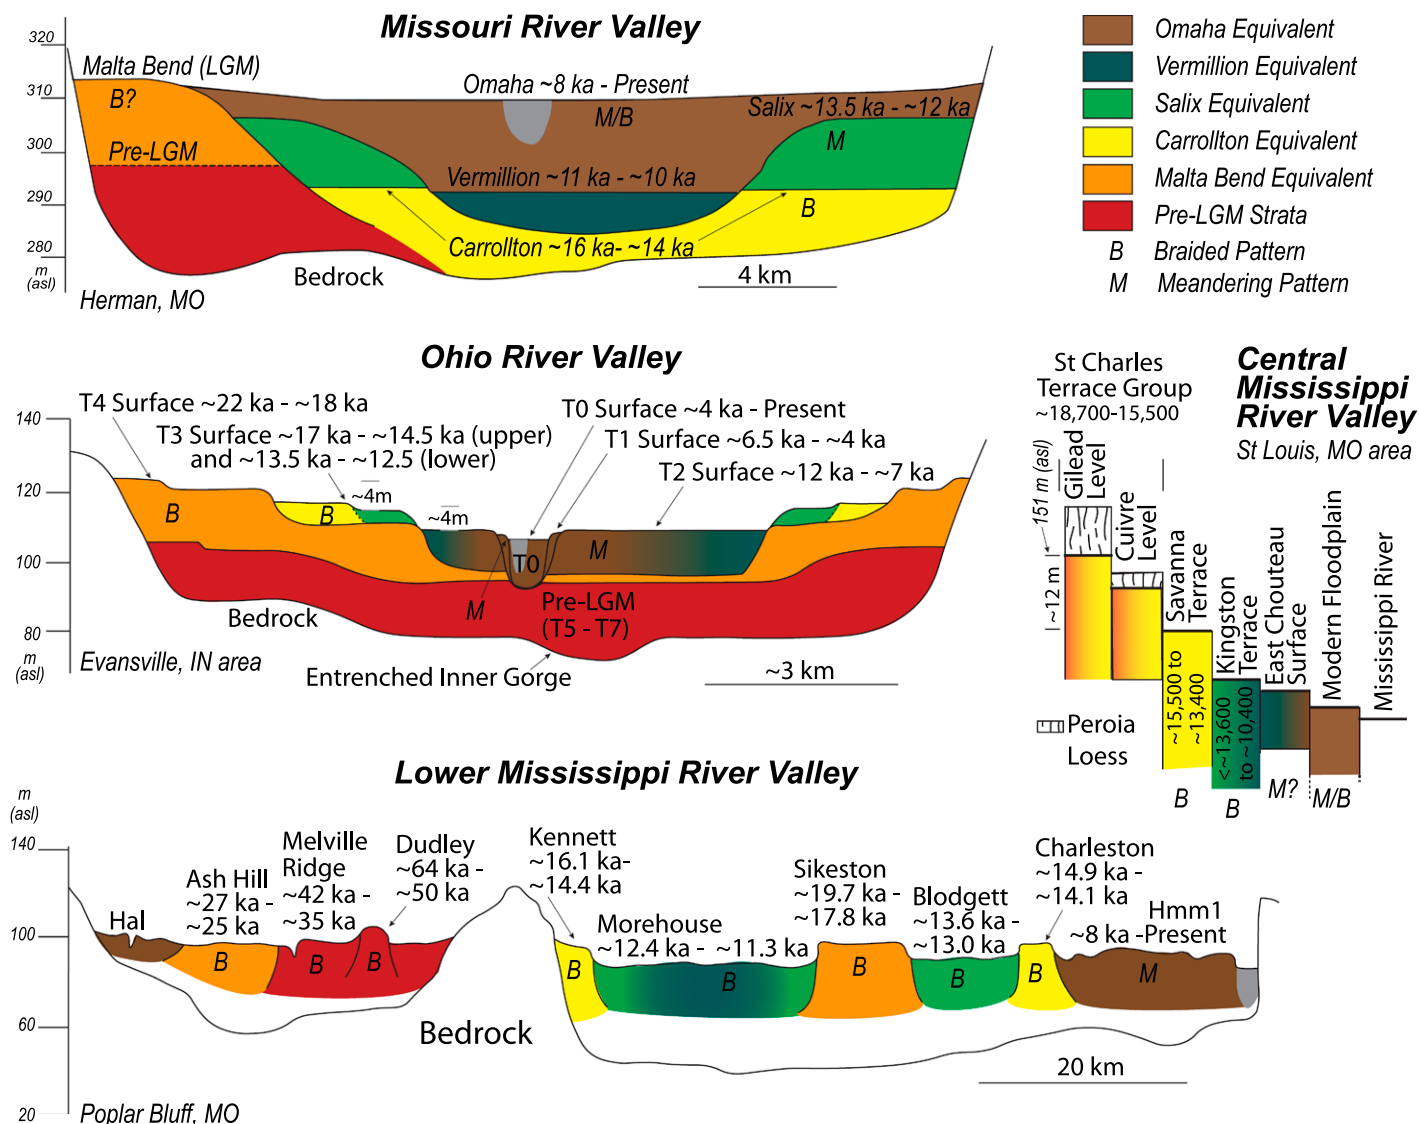 Missouri River Valley
320
310
300
290
280
m
(asl)
Malta Bend (LGM)
B?
Pre-LGM
Omaha ~8 ka - Present
M/B
Salix ~13.5 ka - ~12 ka
M
Vermillion ~11 ka - ~10 ka
B
Carrollton ~16 ka- ~14 ka
Bedrock
4 km
Herman, MO
Omaha Equivalent
Vermillion Equivalent
Salix Equivalent
Carrollton Equivalent
Malta Bend Equivalent
Pre-LGM Strata
B Braided Pattern
M Meandering Pattern
Ohio River Valley
140
120
100
80
m
(asl)
T4 Surface ~22 ka - ~18 ka
T3 Surface ~17 ka - ~14.5 ka (upper)
and ~13.5 ka - ~12.5 (lower)
T0 Surface ~4 ka - Present
T1 Surface ~6.5 ka - ~4 ka
T2 Surface ~12 ka - ~7 ka
~4m
~4m
B
B
T0
M
M
Pre-LGM
(T5 - T7)
Bedrock
Entrenched Inner Gorge
~3 km
Evansville, IN area
Central
Mississippi
River Valley
St Louis, MO area
St Charles
Terrace Group
~18,700-15,500
151 m (asl)
~12 m
Gilead
Level
Cuivre
Level
Savanna
Terrace
Kingston
Terrace
East Chouteau
Surface
Modern Floodplain
Mississippi River
~15,500 to
~13,400
<~13,600
to ~10,400
Peroia
Loess
B
B
M?
M/B
Lower Mississippi River Valley
m
(asl)
140
100
60
20
Hal
Ash Hill
~27 ka -
~25 ka
Melville
Ridge
~42 ka -
~35 ka
Dudley
~64 ka -
~50 ka
Kennett
~16.1 ka-
~14.4 ka
Morehouse
~12.4 ka - ~11.3 ka
Sikeston
~19.7 ka -
~17.8 ka
Blodgett
~13.6 ka -
~13.0 ka
Charleston
~14.9 ka -
~14.1 ka
Hmm1
~8 ka -Present
B
B
B
B
B
B
B
B
M
Bedrock
20 km
Poplar Bluff, MO